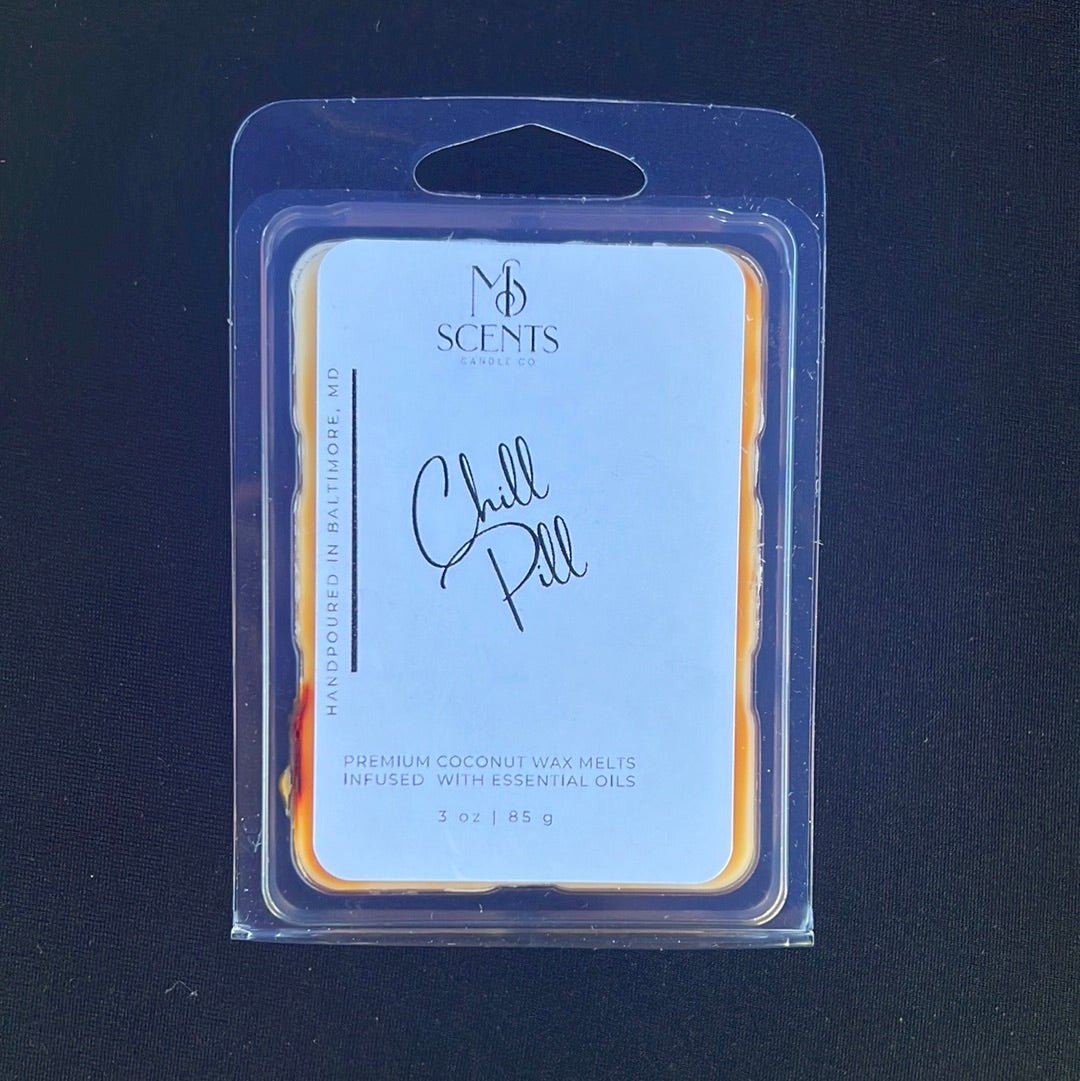 MS
SCENTS
CANDLE CO
HANDPOURED IN BALTIMORE, MD
Chill
Pill
PREMIUM COCONUT WAX MELTS
INFUSED WITH ESSENTIAL OILS
3 oz | 85 g